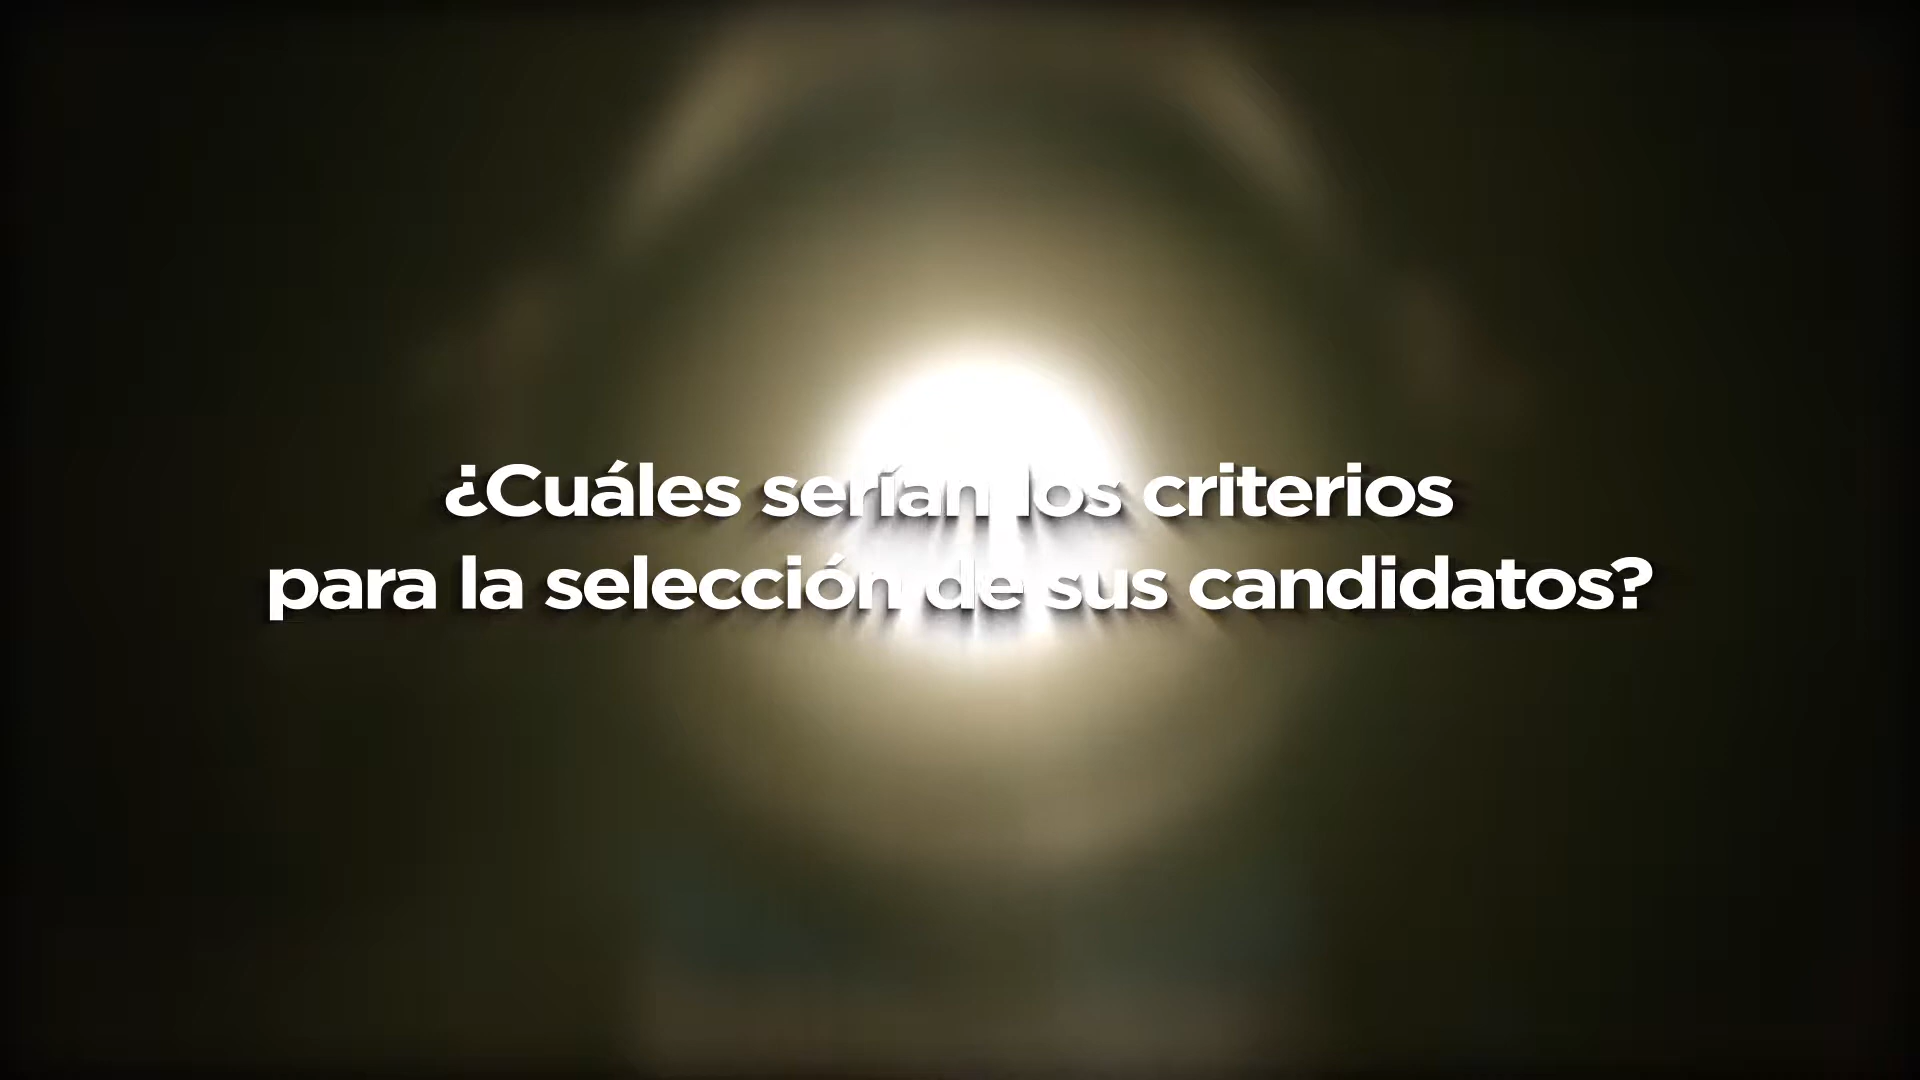 ¿Cuáles serían los criterios
para la selección de sus candidatos?